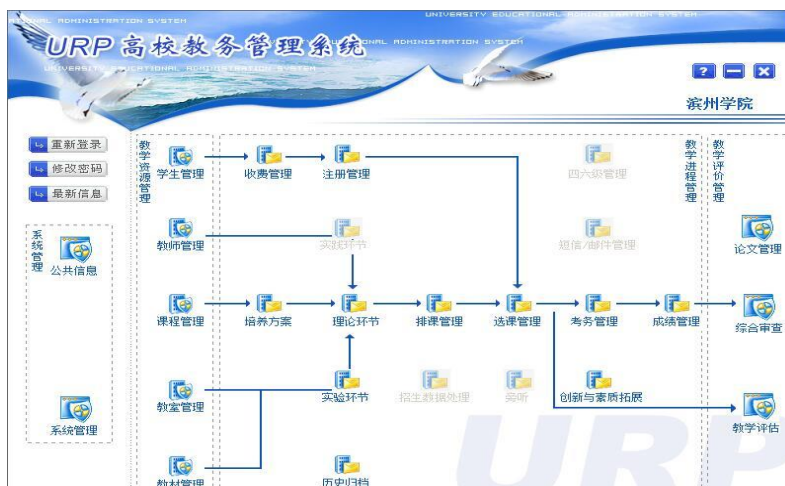 UNIVERSITY EDUCATIONAL ADMINISTRATION SYSTEM
URP 高校教务管理系统
滨州学院
重新登录
修改密码
最新信息
系统管理
公共信息
系统管理
教学资源管理
教学进程管理
教学评价管理
学生管理
收费管理
注册管理
四六级管理
教师管理
实践环节
短信/邮件管理
论文管理
课程管理
培养方案
理论环节
排课管理
选课管理
考务管理
成绩管理
综合审查
教室管理
实验环节
招生数据处理
旁听
创新与素质拓展
教学评估
教材管理
历史归档
URP